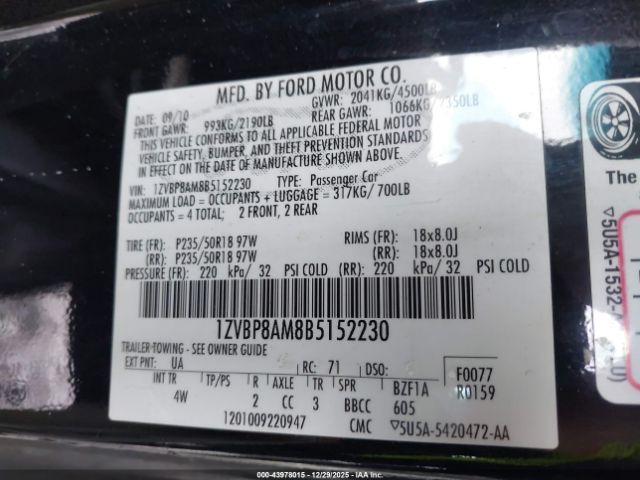 MFD. BY FORD MOTOR CO.
DATE: 09/10 GVWR: 2041KG/4500LB
FRONT GAWR: 993KG/2190LB REAR GAWR: 1066KG/2350LB
THIS VEHICLE CONFORMS TO ALL APPLICABLE FEDERAL MOTOR
VEHICLE SAFETY, BUMPER, AND THEFT PREVENTION STANDARDS
IN EFFECT ON THE DATE OF MANUFACTURE SHOWN ABOVE.
VIN: 1ZVBP8AM8B5152230 TYPE: Passenger Car
MAXIMUM LOAD = OCCUPANTS + LUGGAGE = 317KG/700LB
OCCUPANTS = 4 TOTAL; 2 FRONT, 2 REAR
TIRE (FR): P235/50R18 97W RIMS (FR): 18x8.0J
(RR): P235/50R18 97W (RR): 18x8.0J
PRESSURE (FR): 220 kPa/ 32 PSI COLD (RR): 220 kPa/ 32 PSI COLD
1ZVBP8AM8B5152230
TRAILER TOWING - SEE OWNER GUIDE
EXT PNT: UA RC: 71 DSO: F0077
INT TR TP/PS R AXLE TR SPR BZF1A R0159
4W 2 CC 3 BBCC 605
1201009220947 CMC ▽5U5A-5420472-AA
The
▽5U5A-1532
© IAAI - 43978015 - 12/29/2025 - IAAI.COM